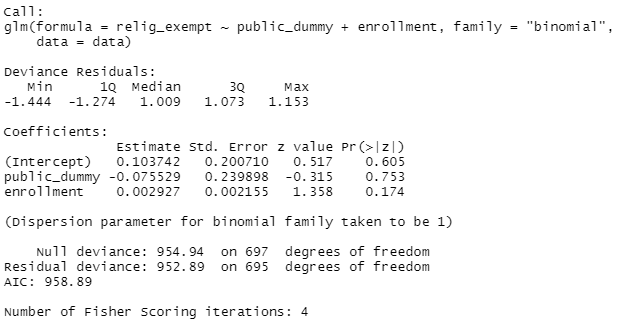 Call:
glm(formula = relig_exempt ~ public_dummy + enrollment, family = "binomial",
data = data)
Deviance Residuals:
Min 1Q Median 3Q Max
-1.444 -1.274 1.009 1.073 1.153
Coefficients:
Estimate Std. Error z value Pr(>|z|)
(Intercept) 0.103742 0.200710 0.517 0.605
public_dummy -0.075529 0.239898 -0.315 0.753
enrollment 0.002927 0.002155 1.358 0.174
(Dispersion parameter for binomial family taken to be 1)
Null deviance: 954.94 on 697 degrees of freedom
Residual deviance: 952.89 on 695 degrees of freedom
AIC: 958.89
Number of Fisher Scoring iterations: 4